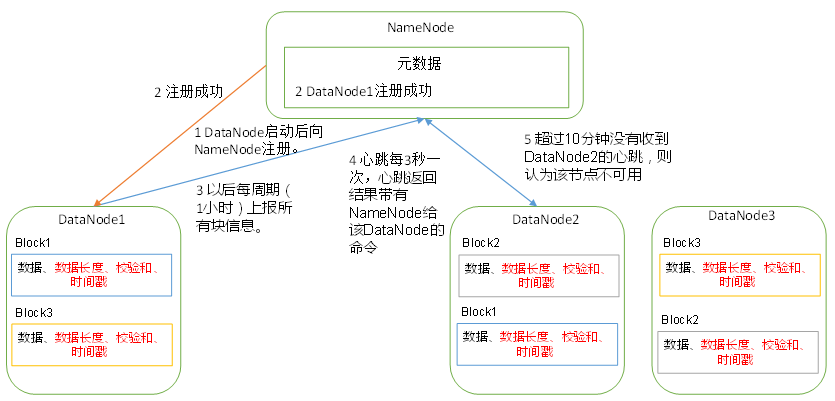 NameNode
元数据
2 DataNode1注册成功
2 注册成功
1 DataNode启动后向
NameNode注册。
3 以后每周期（
1小时）上报所
有块信息。
4 心跳每3秒一
次，心跳返回
结果带有
NameNode给
该DataNode的
命令
5 超过10分钟没有收到
DataNode2的心跳，则
认为该节点不可用
DataNode1
Block1
数据、数据长度、校验和、
时间戳
Block3
数据、数据长度、校验和、
时间戳
DataNode2
Block2
数据、数据长度、校验和、
时间戳
Block1
数据、数据长度、校验和、
时间戳
DataNode3
Block3
数据、数据长度、校验和、
时间戳
Block2
数据、数据长度、校验和、
时间戳